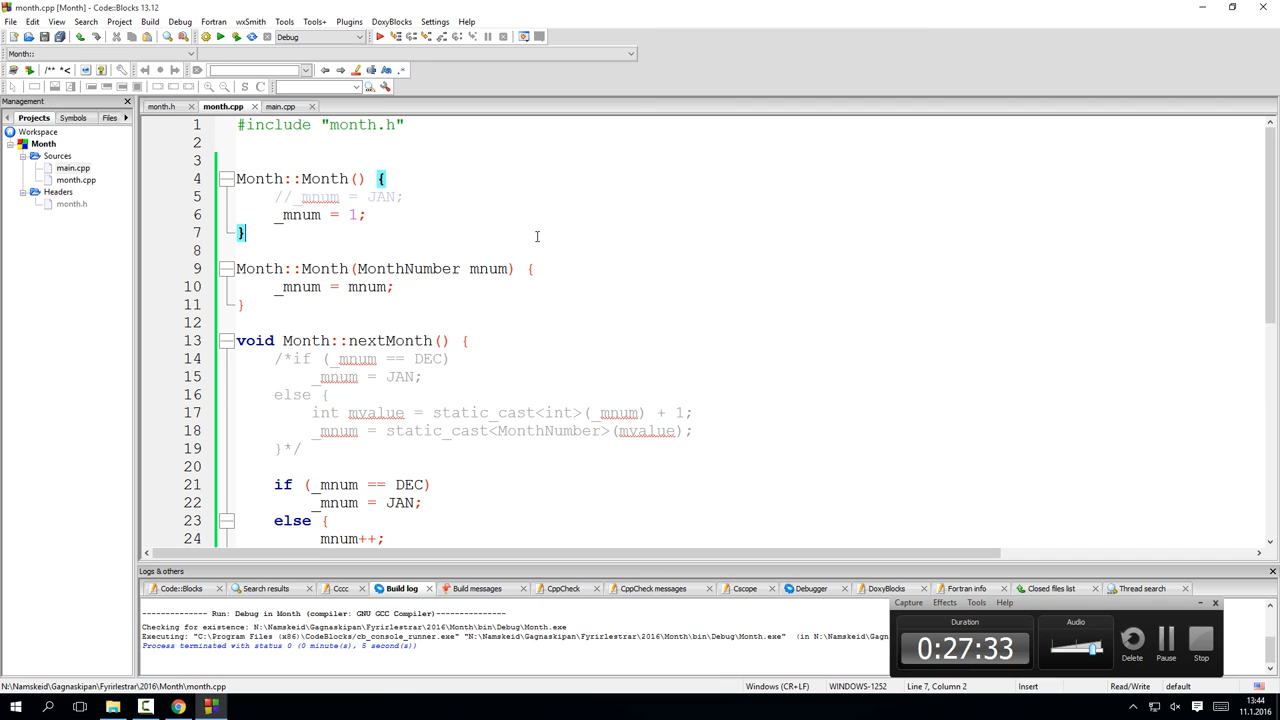 month.cpp [Month] - Code::Blocks 13.12
File Edit View Search Project Build Debug Fortran wxSmith Tools Tools+ Plugins DoxyBlocks Settings Help
Debug
Month::
/** *<
S C
Management
Projects Symbols Files
Workspace
Month
Sources
main.cpp
month.cpp
Headers
month.h
month.h month.cpp main.cpp
1 #include "month.h"
2
3
4 Month::Month() {
5 //_mnum = JAN;
6 _mnum = 1;
7 }
8
9 Month::Month(MonthNumber mnum) {
10 _mnum = mnum;
11 }
12
13 void Month::nextMonth() {
14 /*if (_mnum == DEC)
15 _mnum = JAN;
16 else {
17 int mvalue = static_cast<int>(_mnum) + 1;
18 _mnum = static_cast<MonthNumber>(mvalue);
19 }*/
20
21 if (_mnum == DEC)
22 _mnum = JAN;
23 else {
24 mnum++;
Logs & others
Code::Blocks Search results Cccc Build log Build messages CppCheck CppCheck messages Cscope Debugger DoxyBlocks Fortran info Closed files list Thread search
-------------- Run: Debug in Month (compiler: GNU GCC Compiler)---------------
Checking for existence: N:\Namskeid\Gagnaskipan\Fyrirlestrar\2016\Month\bin\Debug\Month.exe
Executing: "C:\Program Files (x86)\CodeBlocks/cb_console_runner.exe" "N:\Namskeid\Gagnaskipan\Fyrirlestrar\2016\Month\bin\Debug\Month.exe" (in N:\Namskeid\Gagna
Process terminated with status 0 (0 minute(s), 5 second(s))
Capture Effects Tools Help
Duration
0:27:33
Audio
Delete Pause Stop
N:\Namskeid\Gagnaskipan\Fyrirlestrar\2016\Month\month.cpp Windows (CR+LF) WINDOWS-1252 Line 7, Column 2 Insert Read/Write default
13:44
11.1.2016